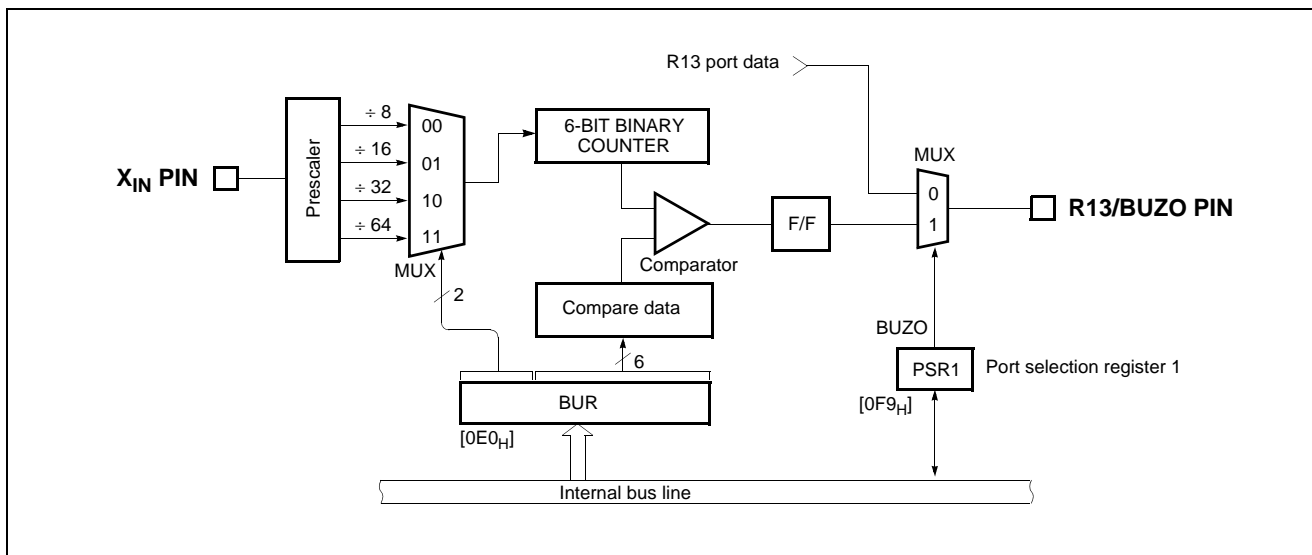 R13 port data
÷ 8
÷ 16
÷ 32
÷ 64
Prescaler
00
01
10
11
MUX
X_IN PIN
6-BIT BINARY
COUNTER
MUX
0
1
R13/BUZO PIN
F/F
Comparator
2
Compare data
6
BUZO
PSR1
Port selection register 1
[0F9_H]
BUR
[0E0_H]
Internal bus line